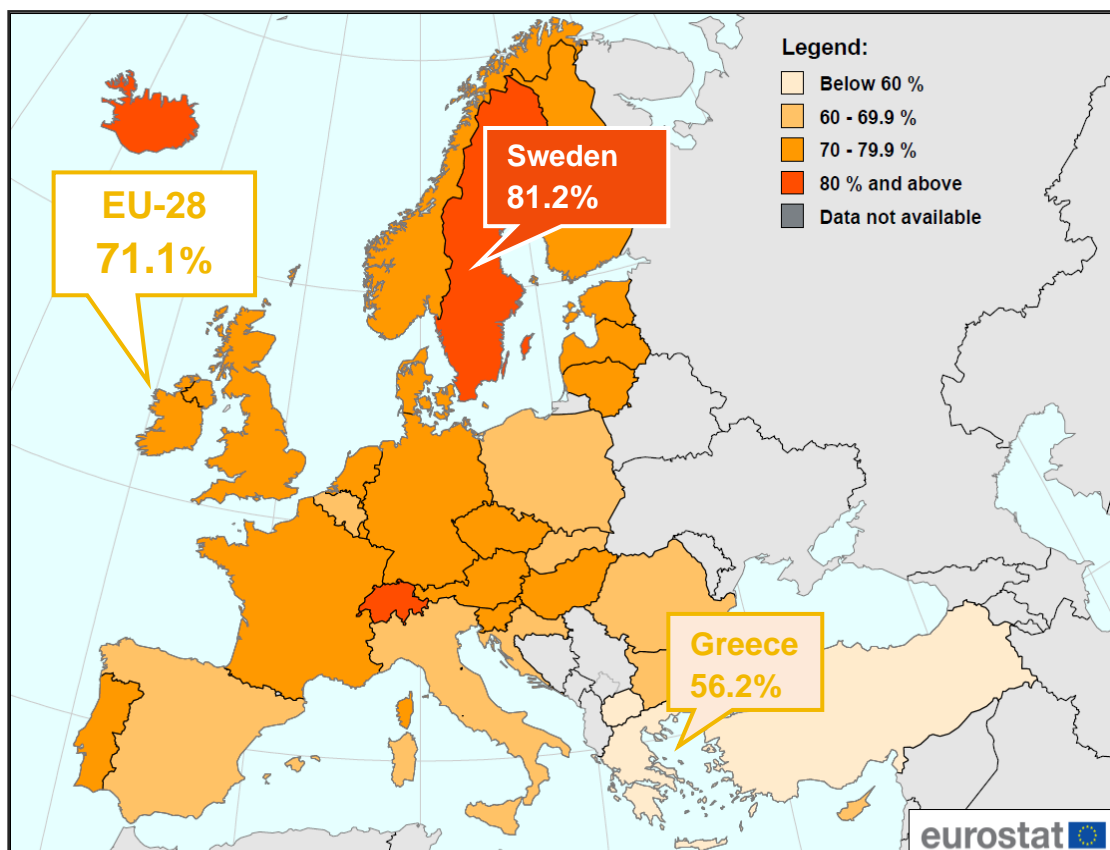 Legend:
Below 60 %
60 - 69.9 %
70 - 79.9 %
80 % and above
Data not available
Sweden
81.2%
EU-28
71.1%
Greece
56.2%
eurostat